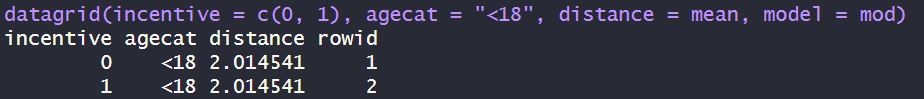 datagrid(incentive = c(0, 1), agecat = "<18", distance = mean, model = mod)
incentive agecat distance rowid
0 <18 2.014541 1
1 <18 2.014541 2